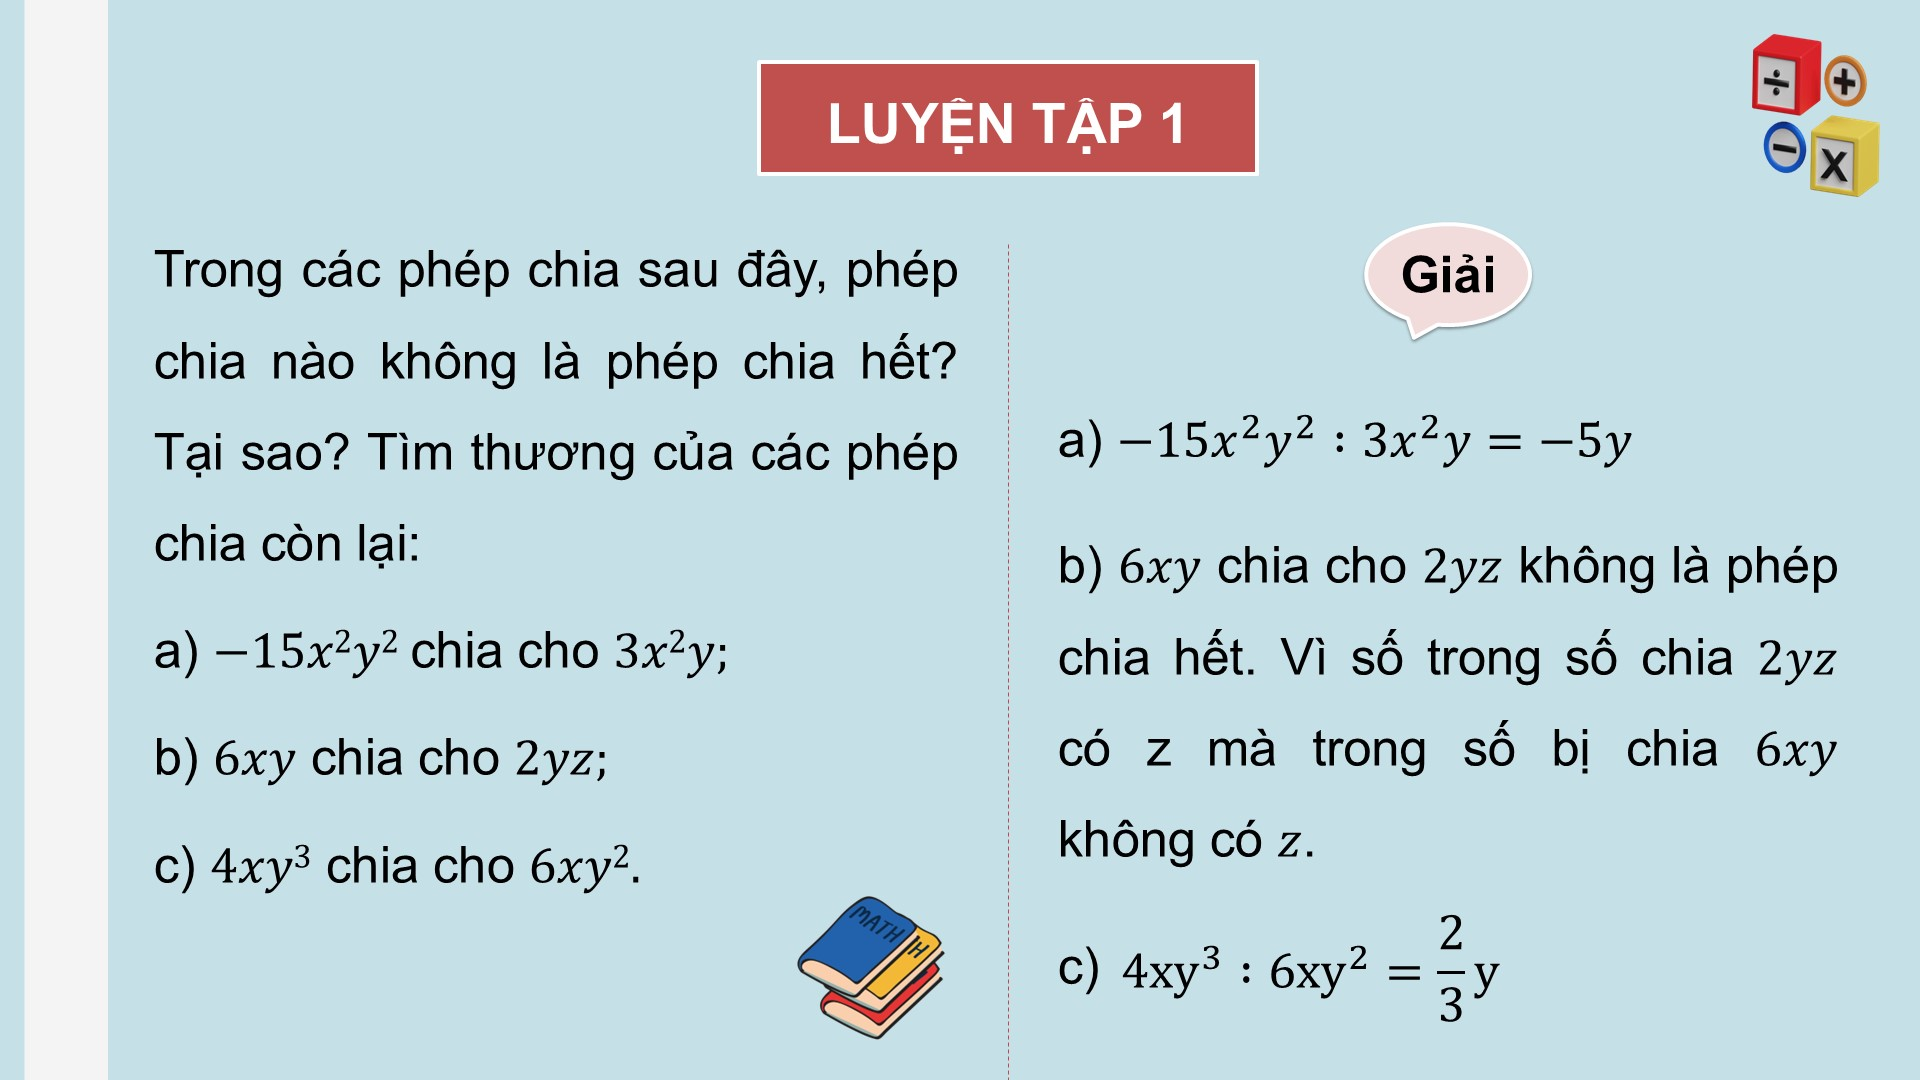 LUYỆN TẬP 1
÷ +
− X
Trong các phép chia sau đây, phép
chia nào không là phép chia hết?
Tại sao? Tìm thương của các phép
chia còn lại:
a) −15x²y² chia cho 3x²y;
b) 6xy chia cho 2yz;
c) 4xy³ chia cho 6xy².
MATH
Giải
a) −15x²y² : 3x²y = −5y
b) 6xy chia cho 2yz không là phép
chia hết. Vì số trong số chia 2yz
có z mà trong số bị chia 6xy
không có z.
c) 4xy³ : 6xy² = 2/3 y